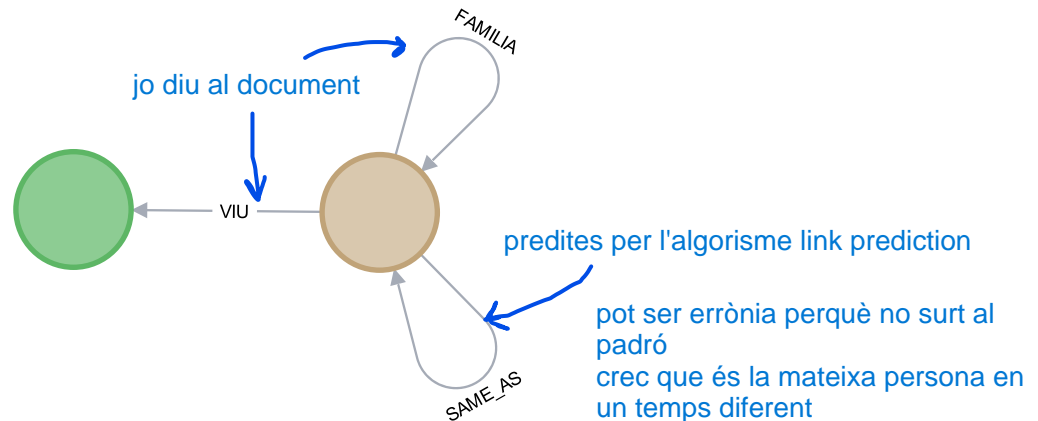 FAMILIA
jo diu al document
VIU
predites per l'algorisme link prediction
pot ser errònia perquè no surt al
padró
crec que és la mateixa persona en
un temps diferent
SAME_AS